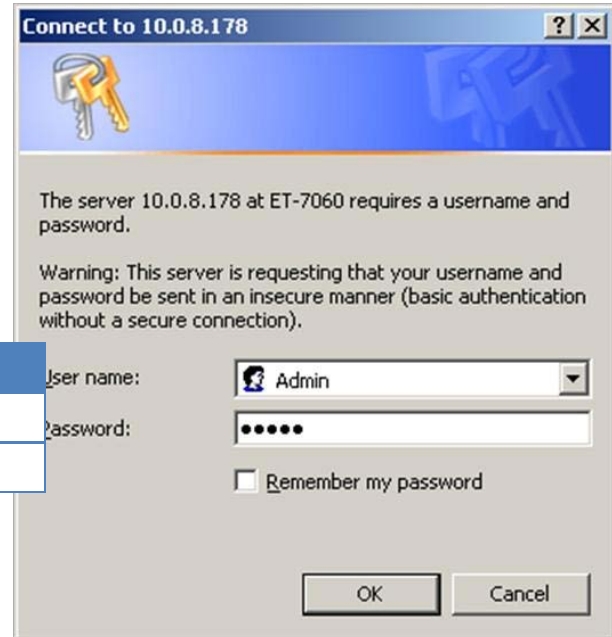 Connect to 10.0.8.178
The server 10.0.8.178 at ET-7060 requires a username and
password.
Warning: This server is requesting that your username and
password be sent in an insecure manner (basic authentication
without a secure connection).
User name:
Admin
Password:
●●●●●
Remember my password
OK
Cancel